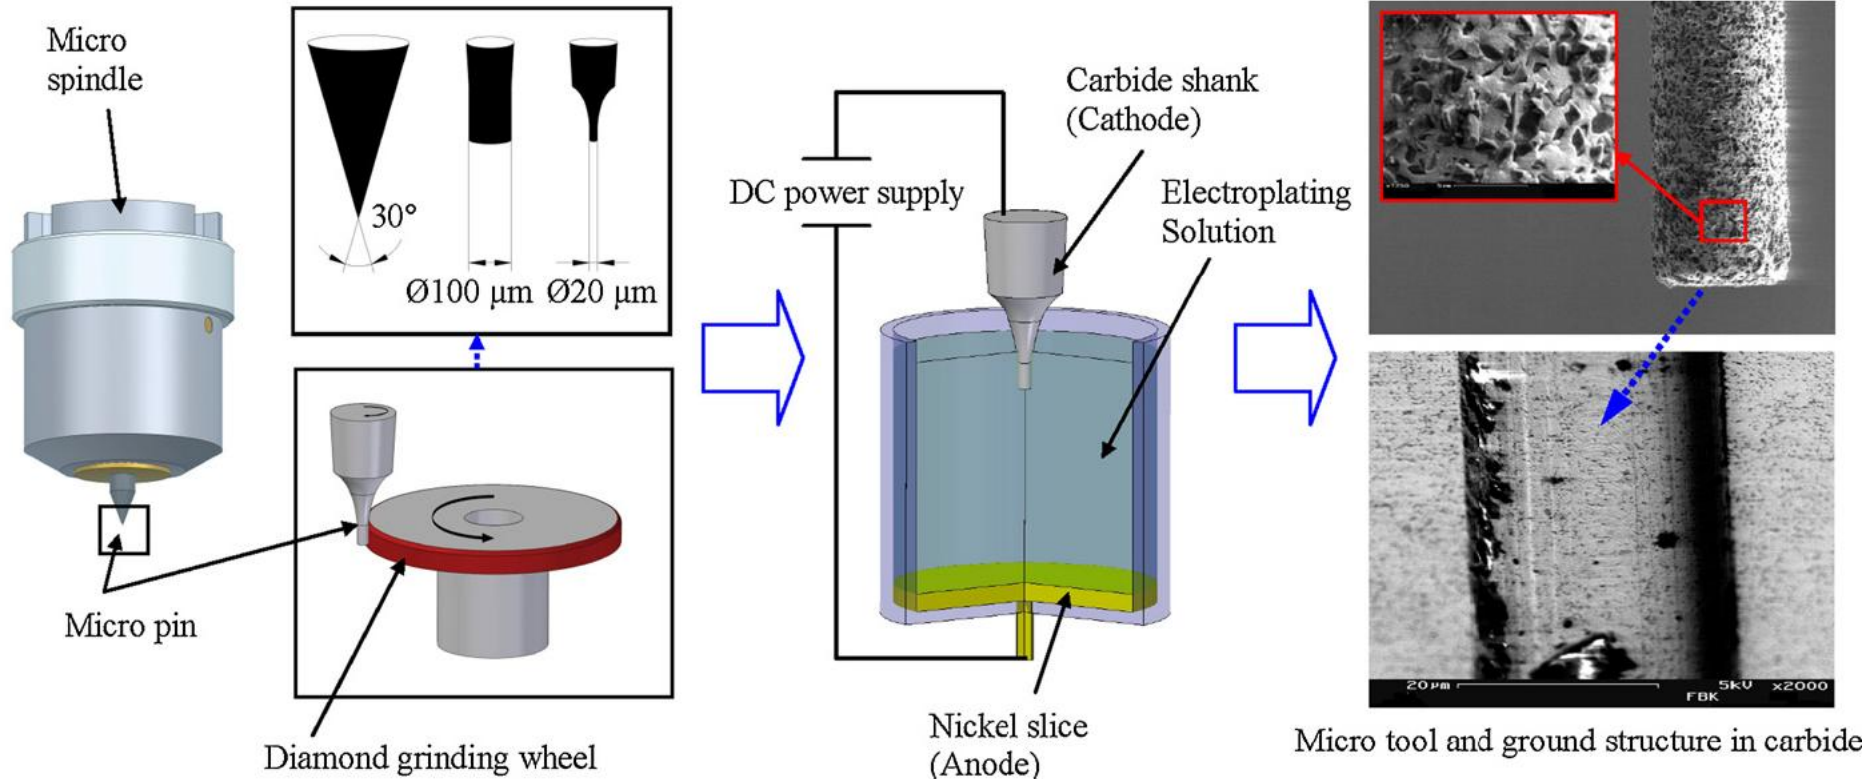 Micro
spindle
30°
Ø100 µm
Ø20 µm
Micro pin
Diamond grinding wheel
DC power supply
Carbide shank
(Cathode)
Electroplating
Solution
Nickel slice
(Anode)
20µm
5kV
x2000
FBK
Micro tool and ground structure in carbide